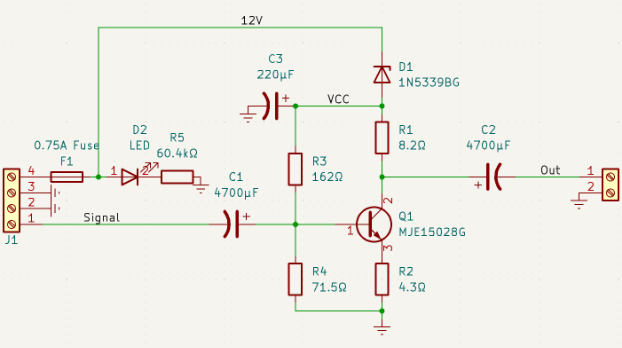 12V
C3
220µF
D1
1N5339BG
VCC
0.75A Fuse
F1
D2
LED
R5
60.4kΩ
1
2
C1
4700µF
R3
162Ω
R1
8.2Ω
C2
4700µF
Out
1
2
4
3
2
1
J1
Signal
Q1
MJE15028G
1
2
3
R4
71.5Ω
R2
4.3Ω
+
+
+